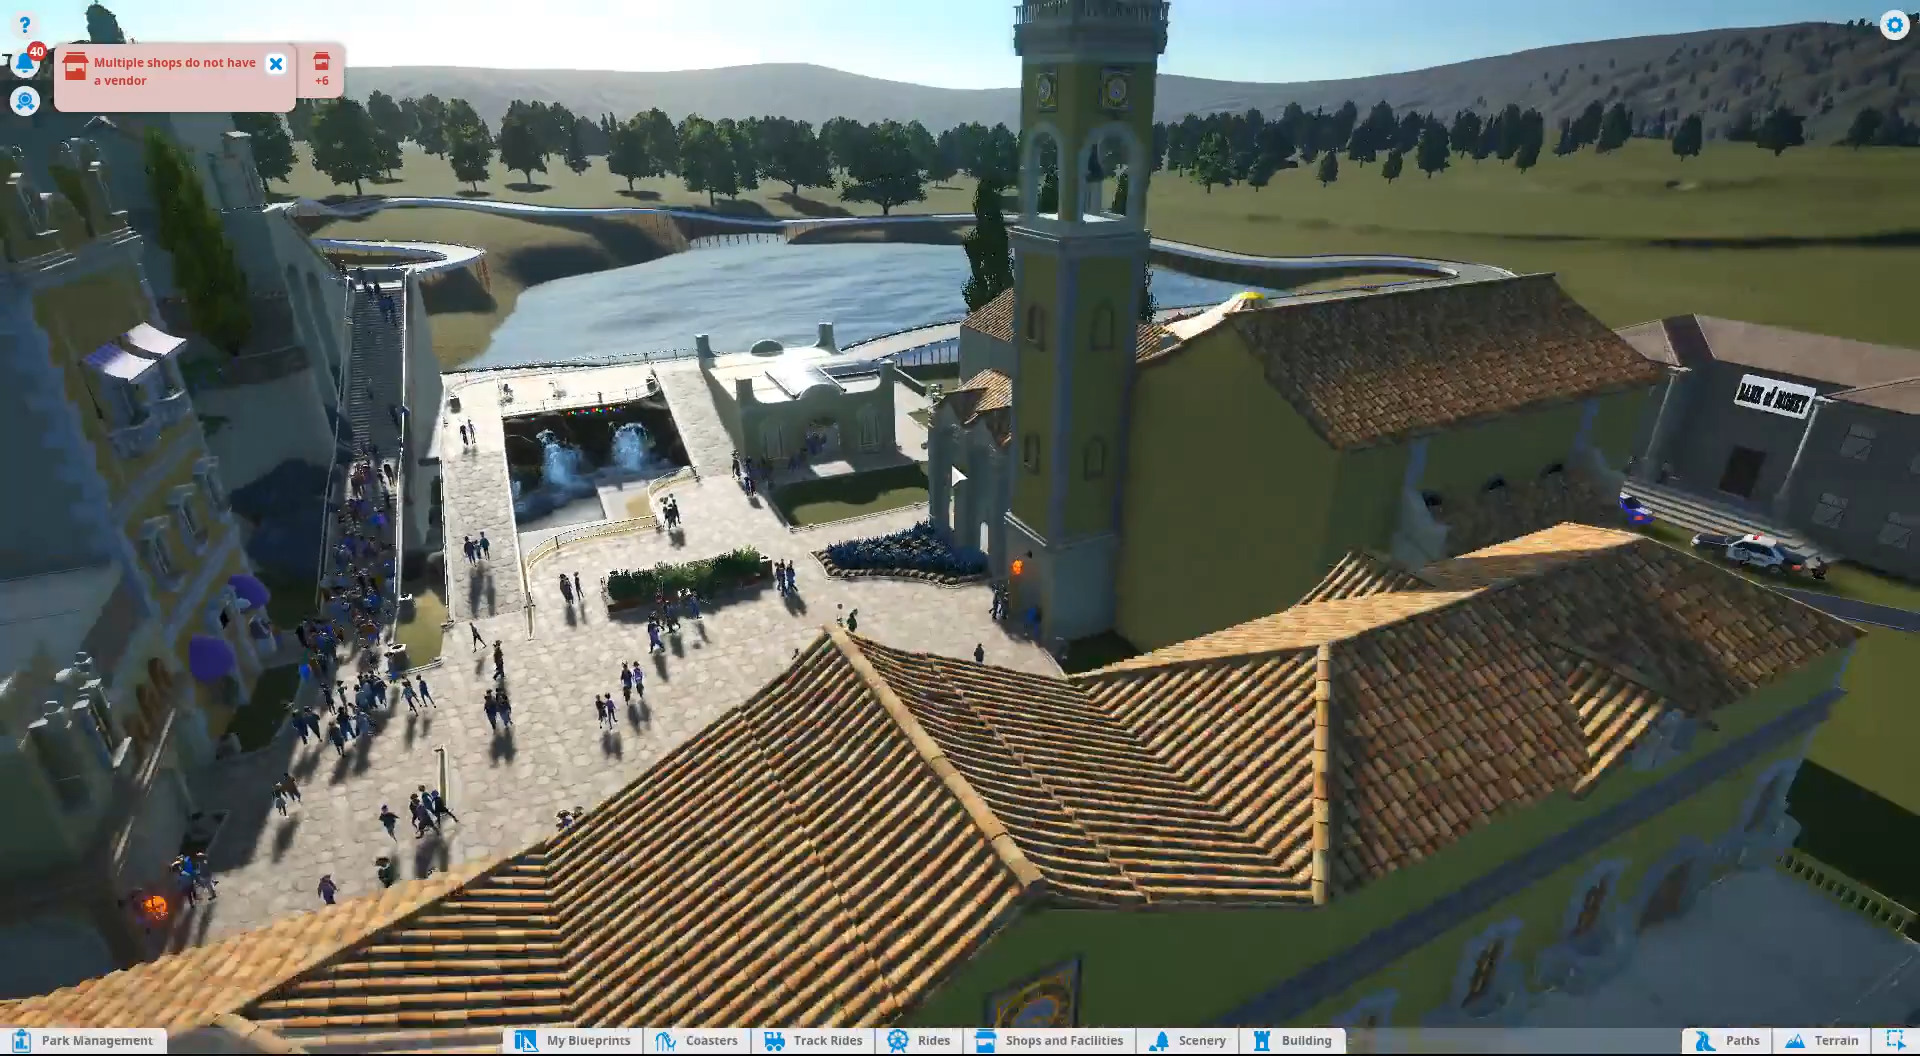 ?
40
Multiple shops do not have
a vendor
+6
BANK of MONEY
Park Management
My Blueprints
Coasters
Track Rides
Rides
Shops and Facilities
Scenery
Building
Paths
Terrain